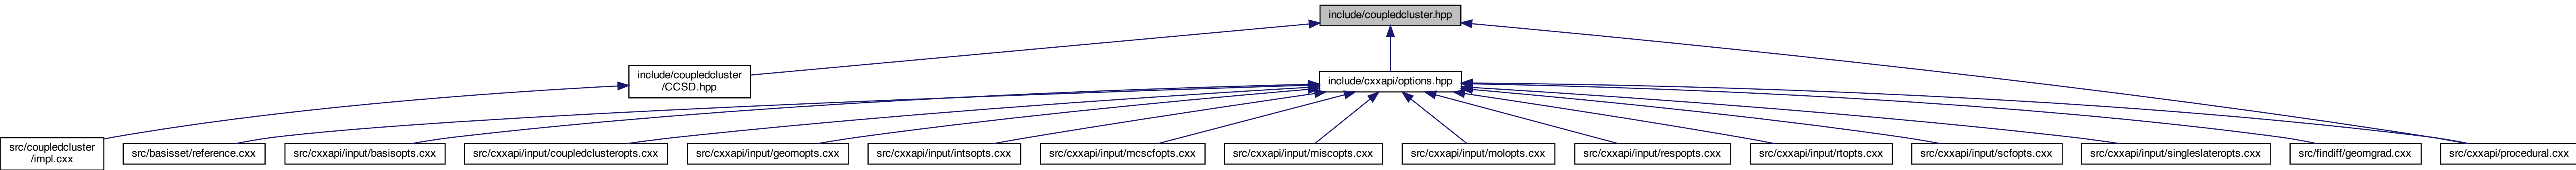 include/coupledcluster.hpp
include/coupledcluster
/CCSD.hpp
include/cxxapi/options.hpp
src/coupledcluster
/impl.cxx
src/basisset/reference.cxx
src/cxxapi/input/basisopts.cxx
src/cxxapi/input/coupledclusteropts.cxx
src/cxxapi/input/geomopts.cxx
src/cxxapi/input/intsopts.cxx
src/cxxapi/input/mcscfopts.cxx
src/cxxapi/input/miscopts.cxx
src/cxxapi/input/molopts.cxx
src/cxxapi/input/respopts.cxx
src/cxxapi/input/rtopts.cxx
src/cxxapi/input/scfopts.cxx
src/cxxapi/input/singleslateropts.cxx
src/findiff/geomgrad.cxx
src/cxxapi/procedural.cxx